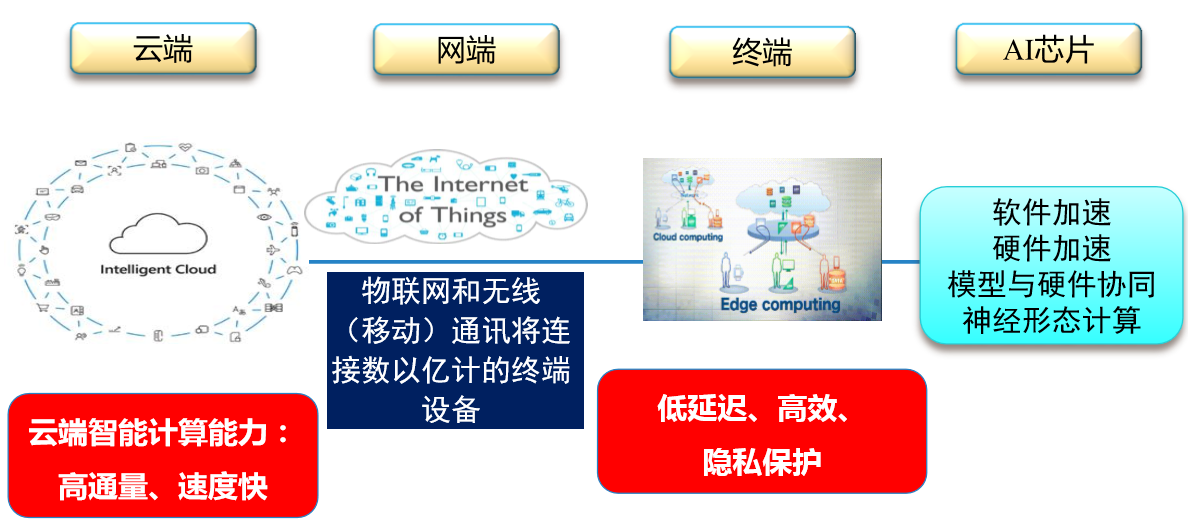 云端
网端
终端
AI芯片
Intelligent Cloud
The Internet
of Things
物联网和无线
（移动）通讯将连
接数以亿计的终端
设备
Cloud computing
Edge computing
软件加速
硬件加速
模型与硬件协同
神经形态计算
云端智能计算能力：
高通量、速度快
低延迟、高效、
隐私保护